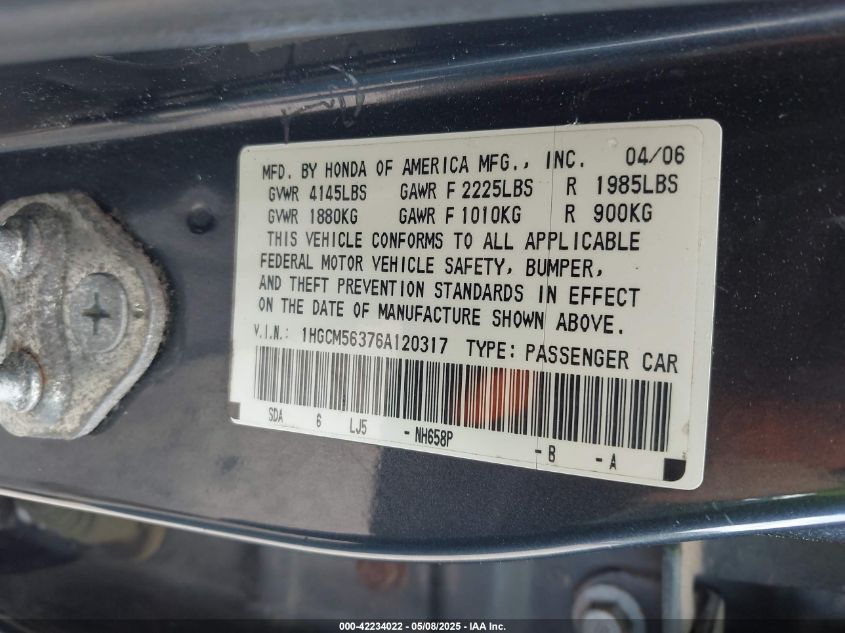 MFD. BY HONDA OF AMERICA MFG., INC. 04/06
GVWR 4145LBS GAWR F 2225LBS R 1985LBS
GVWR 1880KG GAWR F 1010KG R 900KG
THIS VEHICLE CONFORMS TO ALL APPLICABLE
FEDERAL MOTOR VEHICLE SAFETY, BUMPER,
AND THEFT PREVENTION STANDARDS IN EFFECT
ON THE DATE OF MANUFACTURE SHOWN ABOVE.
V.I.N.: 1HGCM56376A120317 TYPE: PASSENGER CAR
SDA 6 LJ5 -NH658P -B -A
000-42234022 - 05/08/2025 - IAA Inc.